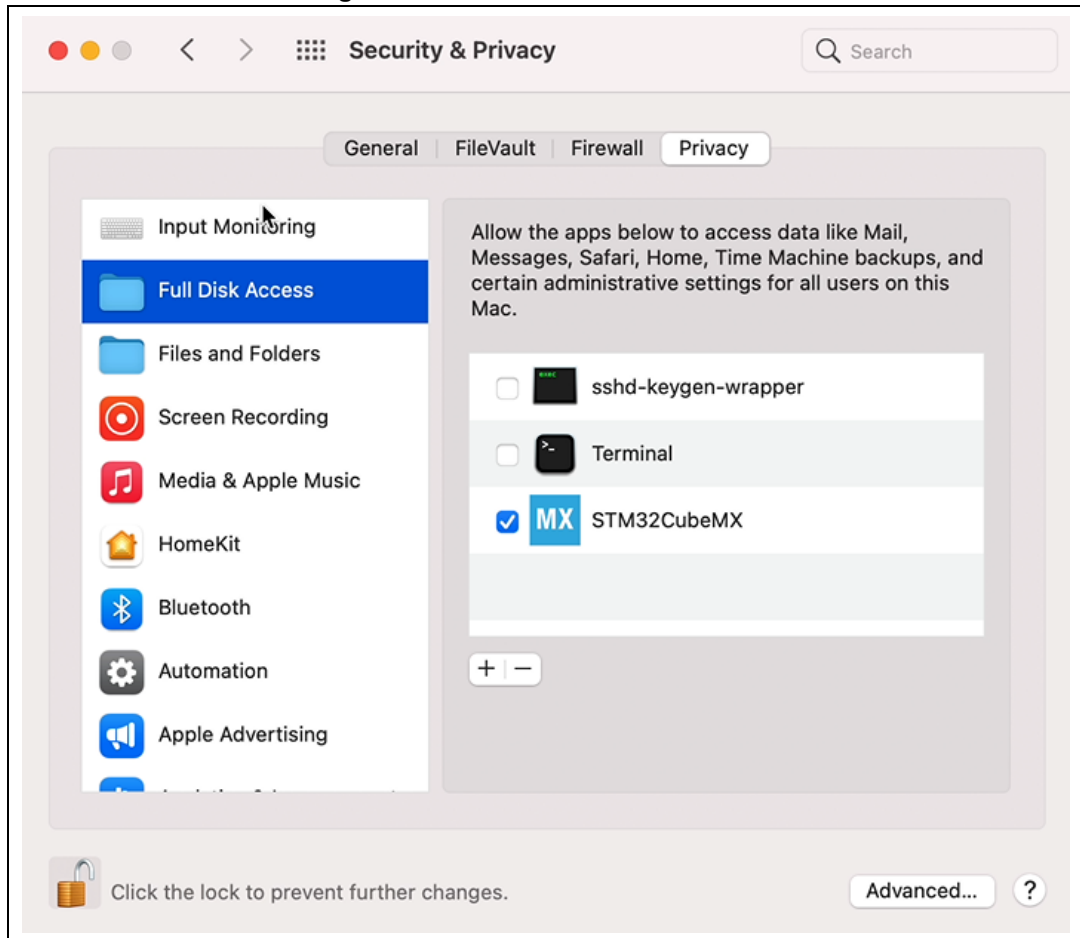 Security & Privacy
Search
General
FileVault
Firewall
Privacy
Input Monitoring
Full Disk Access
Files and Folders
Screen Recording
Media & Apple Music
HomeKit
Bluetooth
Automation
Apple Advertising
Allow the apps below to access data like Mail,
Messages, Safari, Home, Time Machine backups, and
certain administrative settings for all users on this
Mac.
exec
sshd-keygen-wrapper
>_
Terminal
MX STM32CubeMX
+ −
Click the lock to prevent further changes.
Advanced...
?